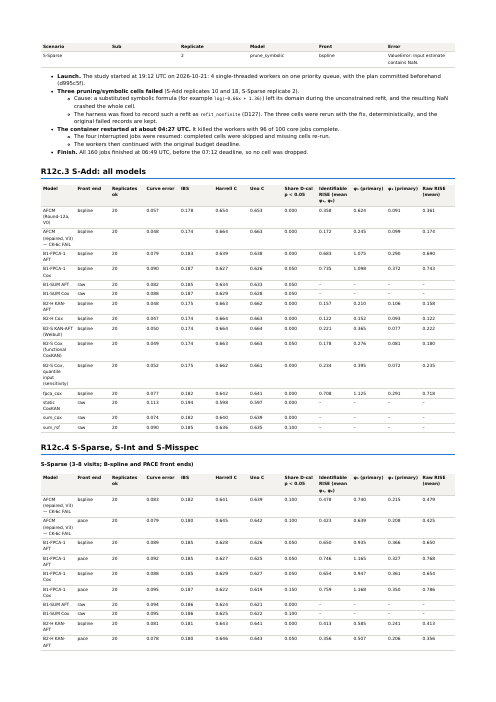 Scenario Sub Replicate Model Front Error
S-Sparse 2 prune_symbolic bspline ValueError: Input estimate
contains NaN.
• Launch. The study started at 19:12 UTC on 2026-10-21: 4 single-threaded workers on one priority queue, with the plan committed beforehand
(d995c5f).
• Three pruning/symbolic cells failed (S-Add replicates 10 and 18, S-Sparse replicate 2).
Cause: a substituted symbolic formula (for example log(-0.66x + 1.36)) left its domain during the unconstrained refit, and the resulting NaN
crashed the whole cell.
The harness was fixed to record such a refit as refit_nonfinite (D127). The three cells were rerun with the fix, deterministically, and the
original failed records are kept.
• The container restarted at about 04:27 UTC. It killed the workers with 96 of 100 core jobs complete.
The four interrupted jobs were resumed: completed cells were skipped and missing cells re-run.
The workers then continued on the original budget deadline.
• Finish. All 160 jobs finished at 06:49 UTC, before the 07:12 deadline, so no cell was dropped.
R12c.3 S-Add: all models
Model Front end Replicates Curve error IBS Harrell C Uno C Share D-cal Identifiable φ₁ (primary) φ₂ (primary) Raw RISE
ok p < 0.05 RISE (mean (mean)
φ₁, φ₂)
AFCM bspline 20 0.057 0.178 0.654 0.653 0.000 0.358 0.624 0.091 0.361
(Round-12a,
V0)
AFCM bspline 20 0.048 0.174 0.664 0.663 0.000 0.172 0.245 0.099 0.174
(repaired, V3)
— CK-6c FAIL
B1-FPCA-1 bspline 20 0.079 0.183 0.639 0.638 0.000 0.683 1.075 0.290 0.690
AFT
B1-FPCA-1 bspline 20 0.090 0.187 0.627 0.626 0.050 0.735 1.098 0.372 0.743
Cox
B1-SUM AFT raw 20 0.082 0.185 0.634 0.633 0.050 – – – –
B1-SUM Cox raw 20 0.088 0.187 0.629 0.628 0.050 – – – –
B2-H KAN- bspline 20 0.048 0.175 0.663 0.662 0.000 0.157 0.210 0.106 0.158
AFT
B2-H Cox bspline 20 0.047 0.174 0.664 0.663 0.000 0.122 0.152 0.093 0.122
B2-S KAN-AFT bspline 20 0.050 0.174 0.664 0.664 0.000 0.221 0.365 0.077 0.222
(Weibull)
B2-S Cox bspline 20 0.049 0.174 0.663 0.663 0.050 0.178 0.276 0.081 0.180
(functional
CoxKAN)
B2-S Cox, bspline 20 0.052 0.175 0.662 0.661 0.000 0.234 0.395 0.072 0.235
quantile
input
(sensitivity)
fpca_cox bspline 20 0.077 0.182 0.642 0.641 0.000 0.708 1.125 0.291 0.718
static raw 20 0.113 0.194 0.598 0.597 0.000 – – – –
CoxKAN
sum_cox raw 20 0.074 0.182 0.640 0.639 0.000 – – – –
sum_rsf raw 20 0.090 0.185 0.636 0.635 0.100 – – – –
R12c.4 S-Sparse, S-Int and S-Misspec
S-Sparse (3–8 visits; B-spline and PACE front ends)
Model Front end Replicates Curve error IBS Harrell C Uno C Share D-cal Identifiable φ₁ (primary) φ₂ (primary) Raw RISE
ok p < 0.05 RISE (mean (mean)
φ₁, φ₂)
AFCM bspline 20 0.083 0.182 0.641 0.639 0.100 0.478 0.740 0.215 0.479
(repaired, V3)
— CK-6c FAIL
AFCM pace 20 0.079 0.180 0.645 0.642 0.100 0.423 0.639 0.208 0.425
(repaired, V3)
— CK-6c FAIL
B1-FPCA-1 bspline 20 0.089 0.185 0.628 0.626 0.050 0.650 0.935 0.366 0.650
AFT
B1-FPCA-1 pace 20 0.092 0.185 0.627 0.625 0.050 0.746 1.165 0.327 0.768
AFT
B1-FPCA-1 bspline 20 0.088 0.185 0.629 0.627 0.050 0.654 0.947 0.361 0.654
Cox
B1-FPCA-1 pace 20 0.095 0.187 0.622 0.619 0.150 0.759 1.168 0.350 0.786
Cox
B1-SUM AFT raw 20 0.094 0.186 0.624 0.621 0.000 – – – –
B1-SUM Cox raw 20 0.095 0.186 0.625 0.622 0.100 – – – –
B2-H KAN- bspline 20 0.081 0.181 0.643 0.641 0.000 0.413 0.585 0.241 0.413
AFT
B2-H KAN- pace 20 0.078 0.180 0.646 0.643 0.050 0.356 0.507 0.206 0.356
AFT